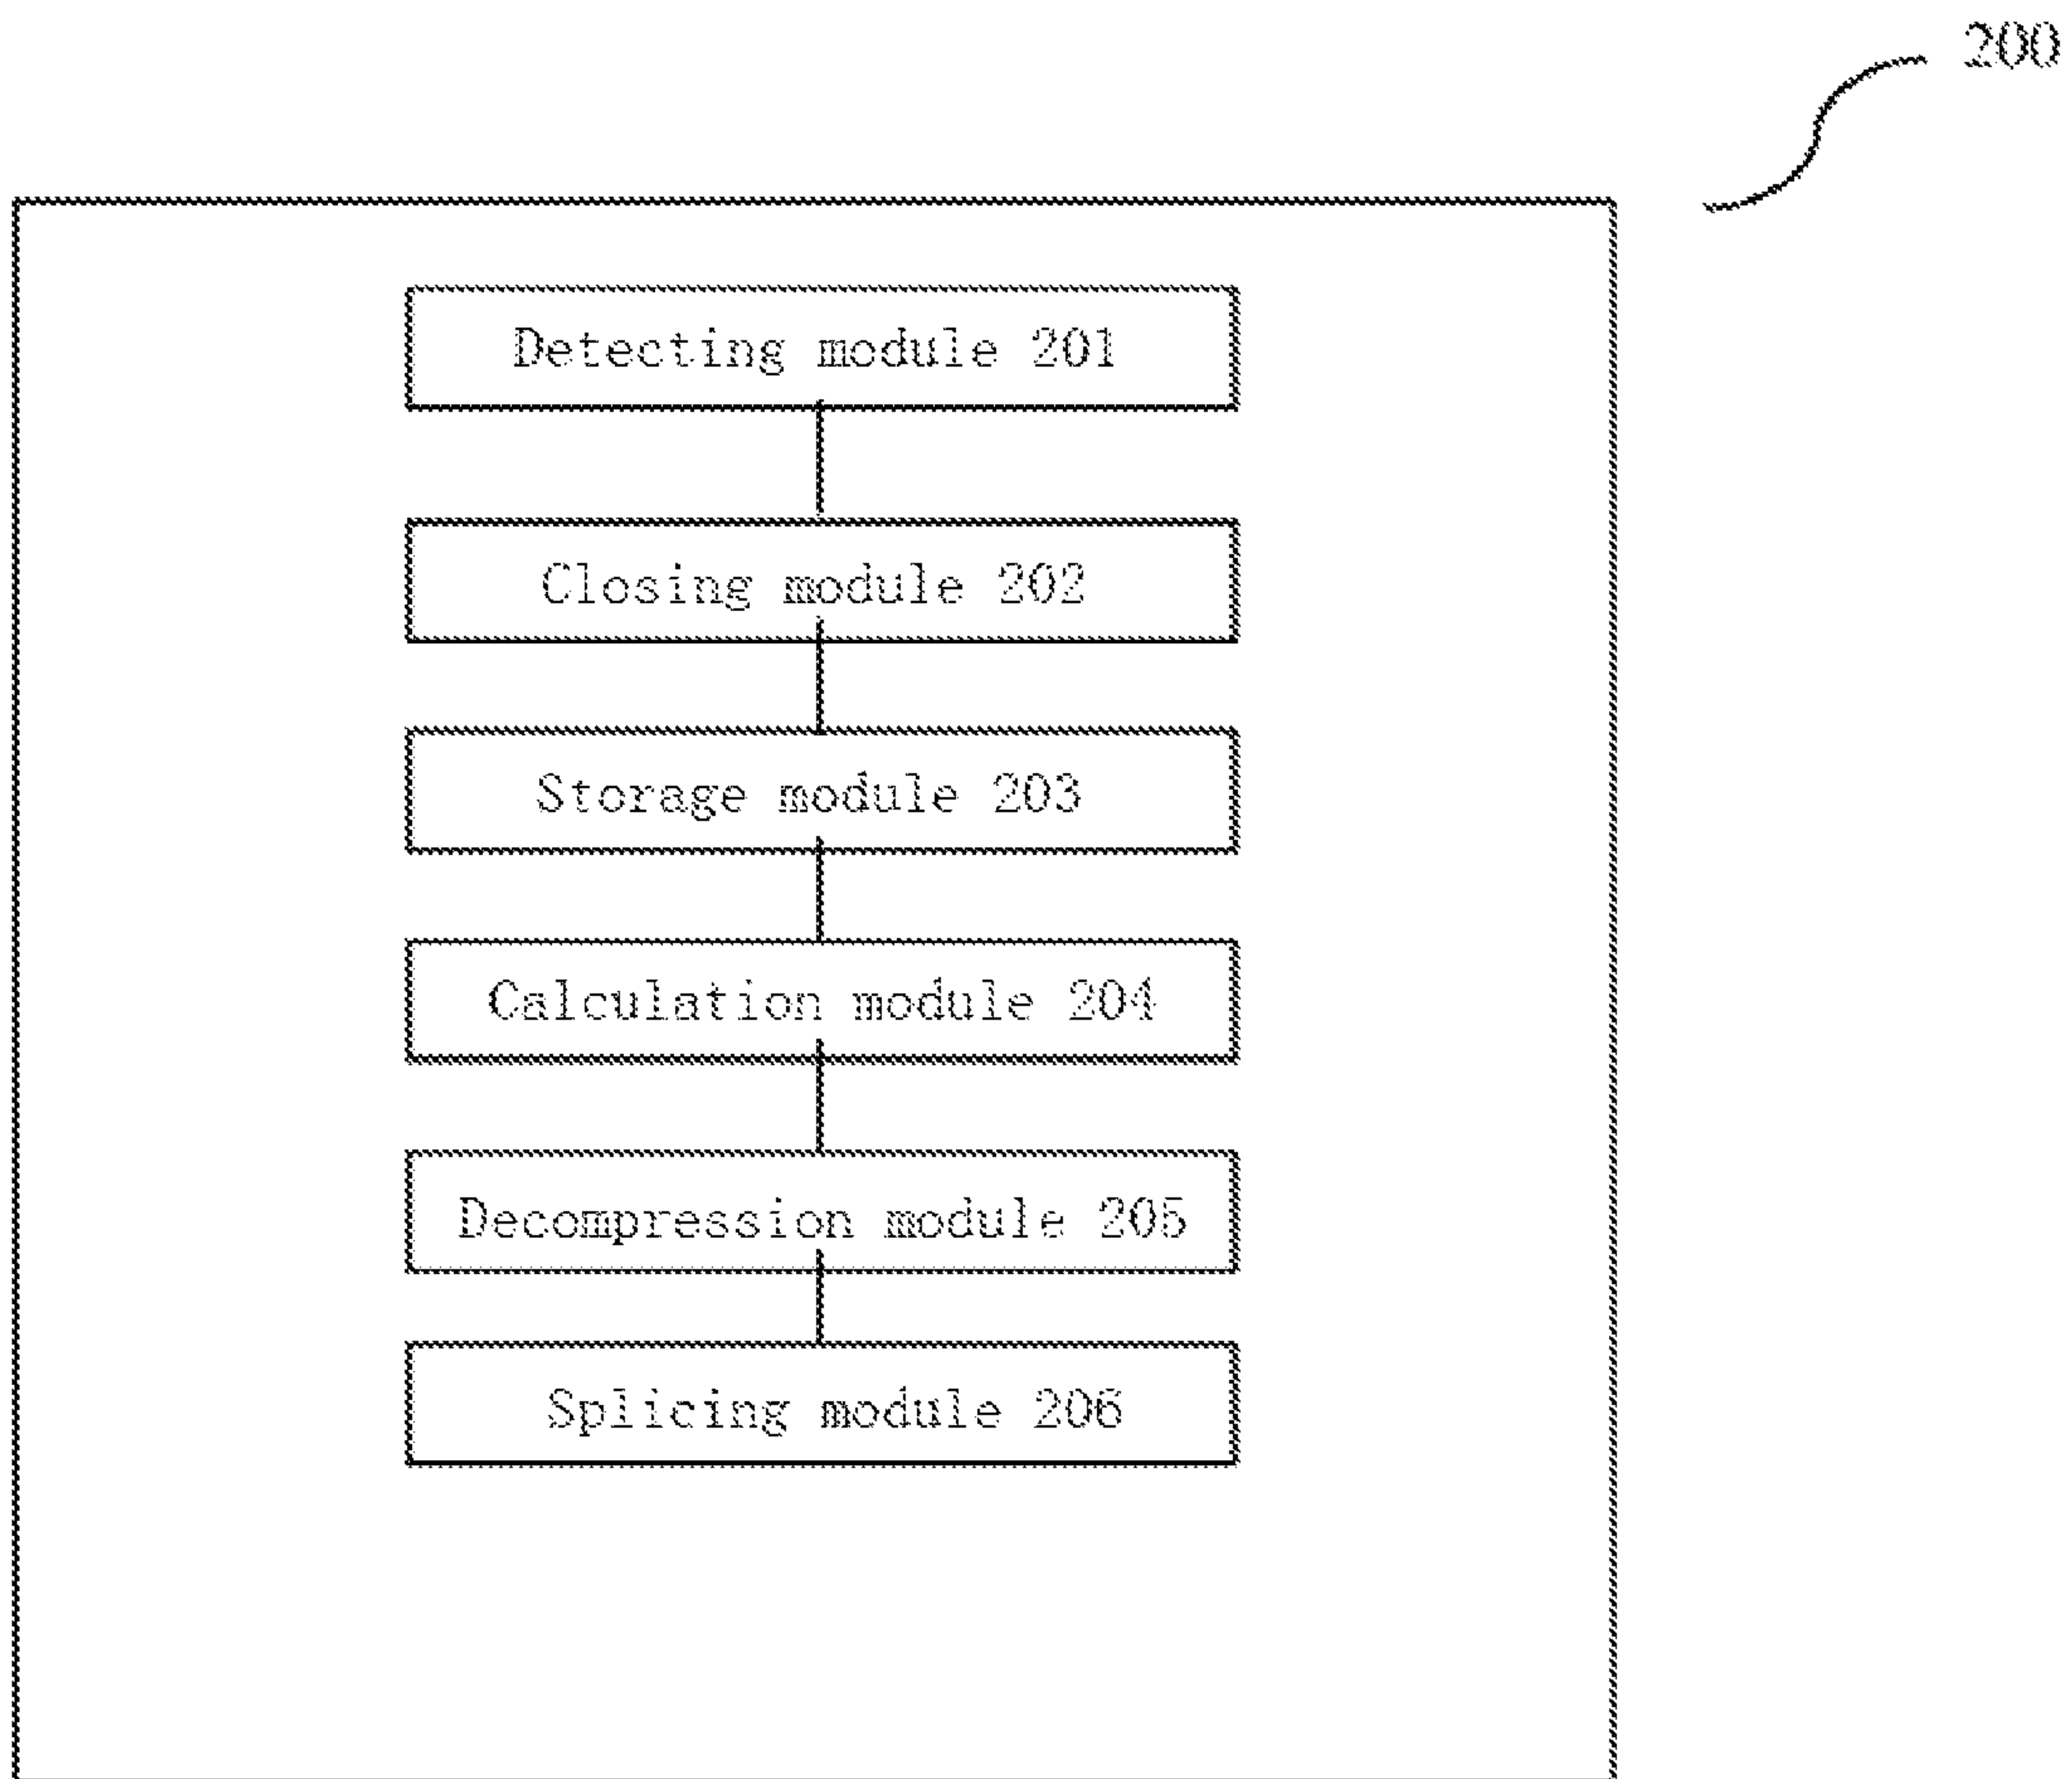 200
Detecting module 201
Closing module 202
Storage module 203
Calculation module 204
Decompression module 205
Splicing module 206